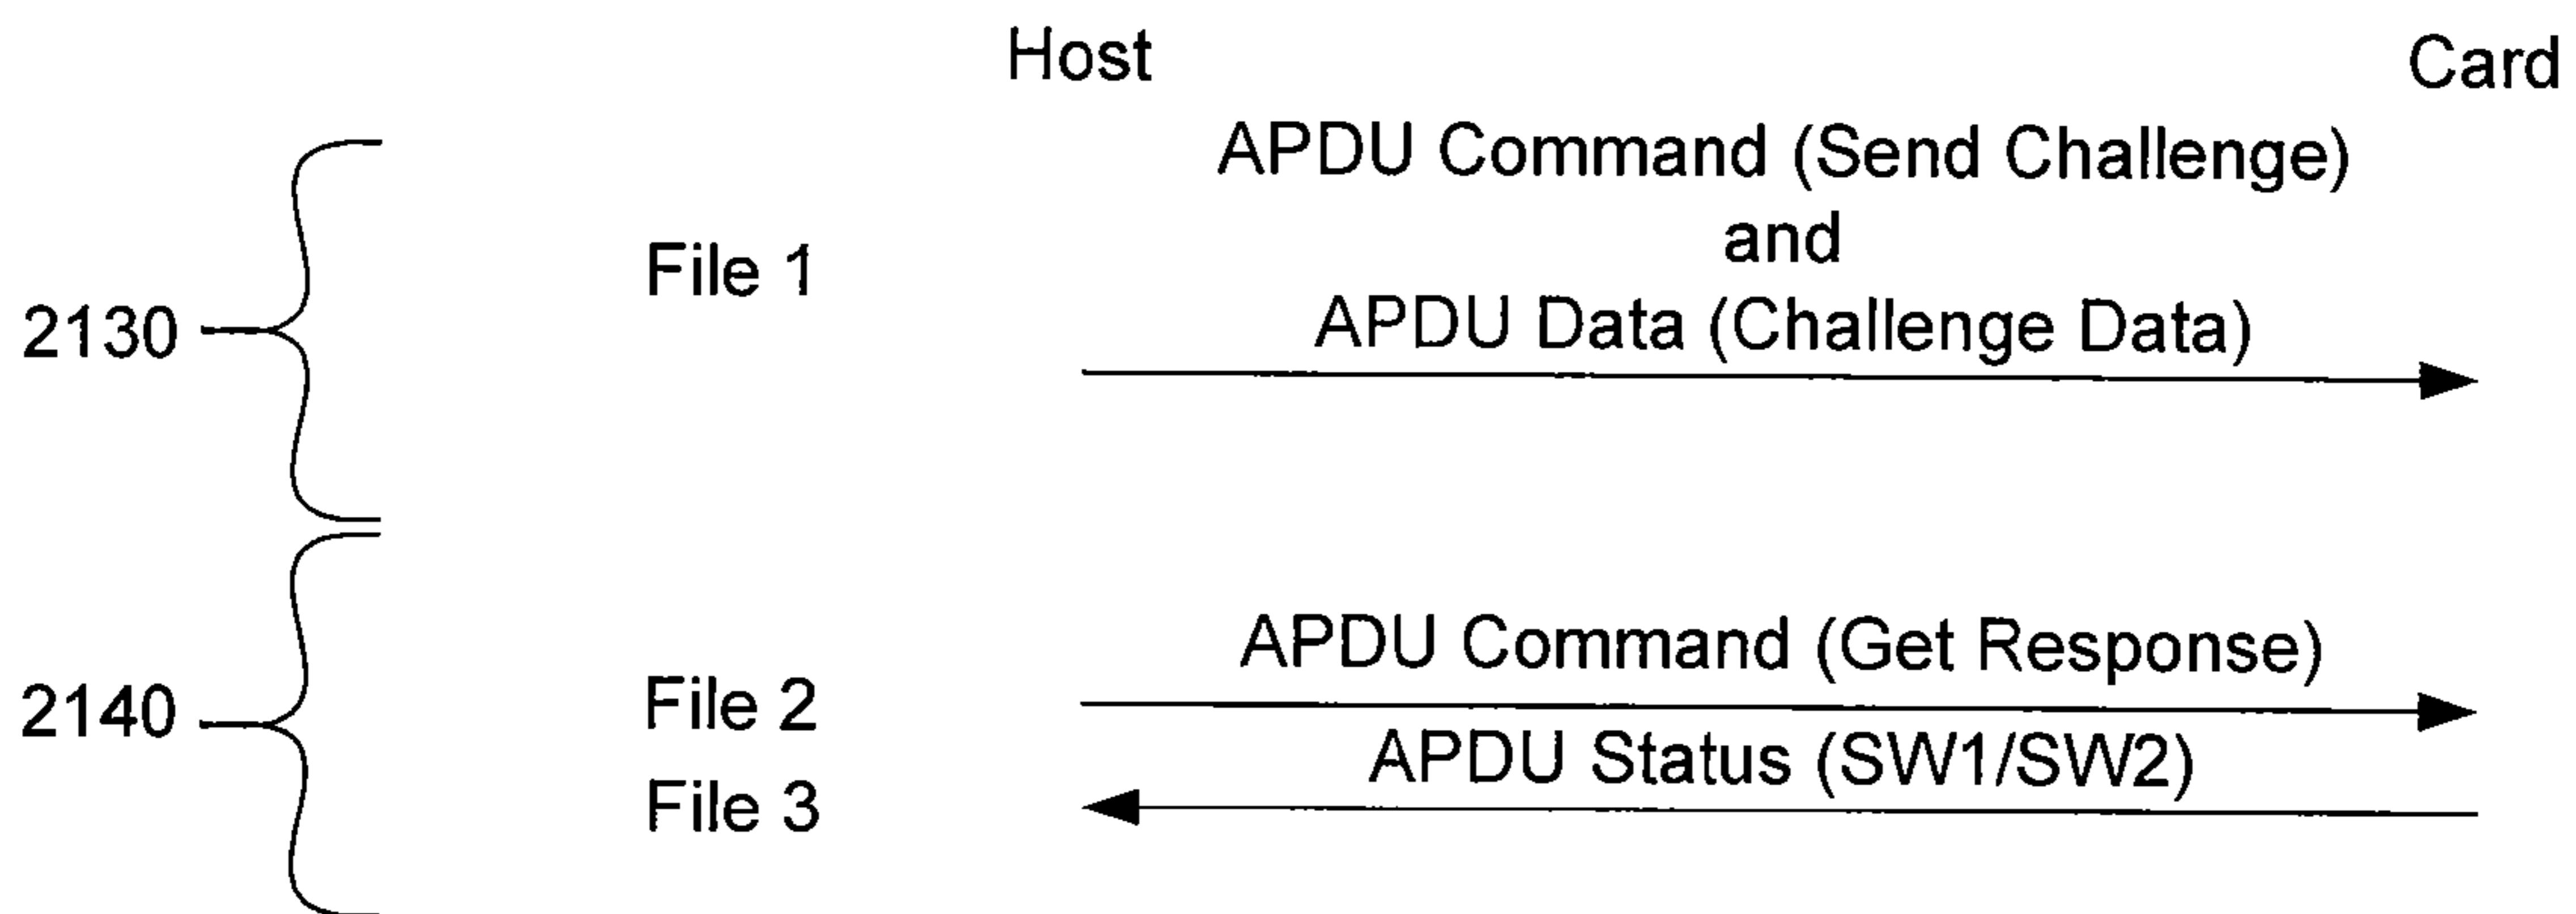 Host
Card
APDU Command (Send Challenge)
and
APDU Data (Challenge Data)
File 1
2130
APDU Command (Get Response)
File 2
2140
APDU Status (SW1/SW2)
File 3